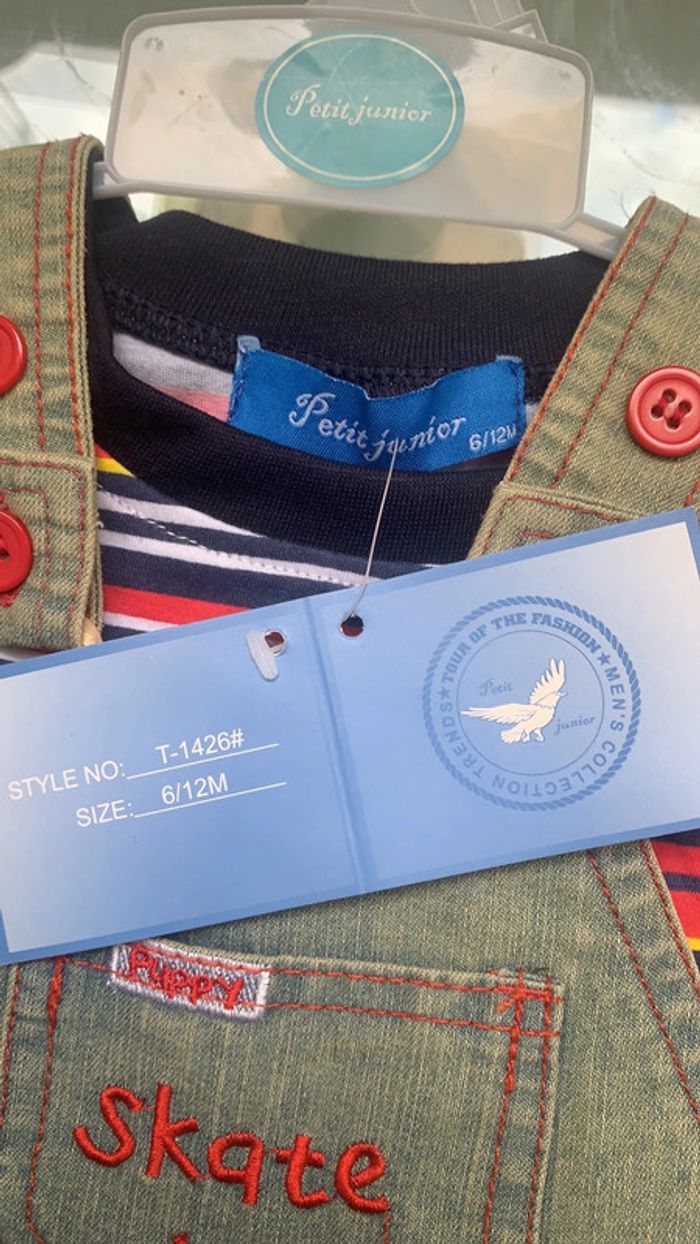 Petit junior
Petit junior
6/12M
STYLE NO: T-1426#
SIZE: 6/12M
★TOUR OF THE FASHION★MEN'S COLLECTION TRENDS
Petit
junior
Puppy
Skate